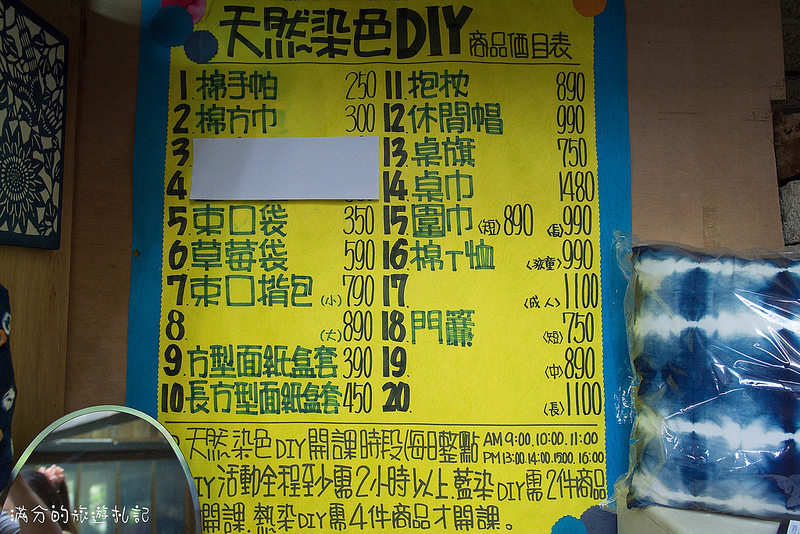 天然染色DIY 商品價目表
1 棉手帕 250
2. 棉方巾 300
3
4
5 束口袋 350
6 草莓袋 590
7 束口揹包 (小) 790
8 (大) 890
9. 方型面紙盒套 390
10. 長方型面紙盒套 450
11. 抱枕 890
12. 休閒帽 990
13. 桌旗 750
14. 桌巾 1480
15. 圍巾 (短) 890 (長) 990
16. 棉T恤 (孩童) 990
17. (成人) 1100
18. 門簾 (短) 750
19. (中) 890
20. (長) 1100
天然染色DIY開課時段(每日整點 AM 9:00. 10:00. 11:00
PM 13:00. 14:00. 15:00. 16:00
IY活動全程至少需2小時以上. 藍染DIY需2件商品
開課. 熱染DIY需4件商品才開課。
滿分的旅遊札記